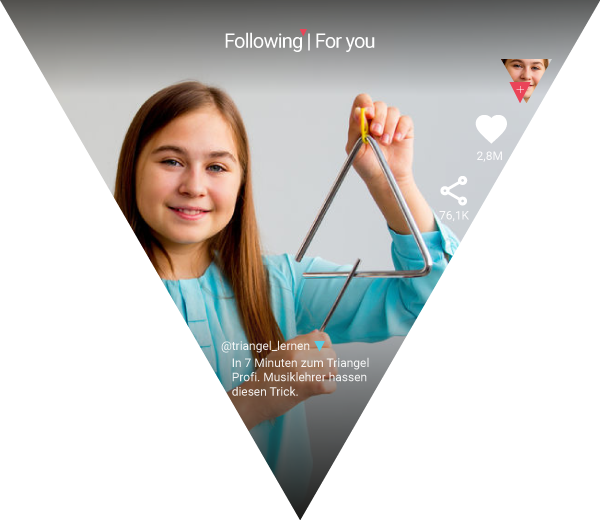 Following | For you
2,8M
76,1K
@triangel_lernen
In 7 Minuten zum Triangel
Profi. Musiklehrer hassen
diesen Trick.